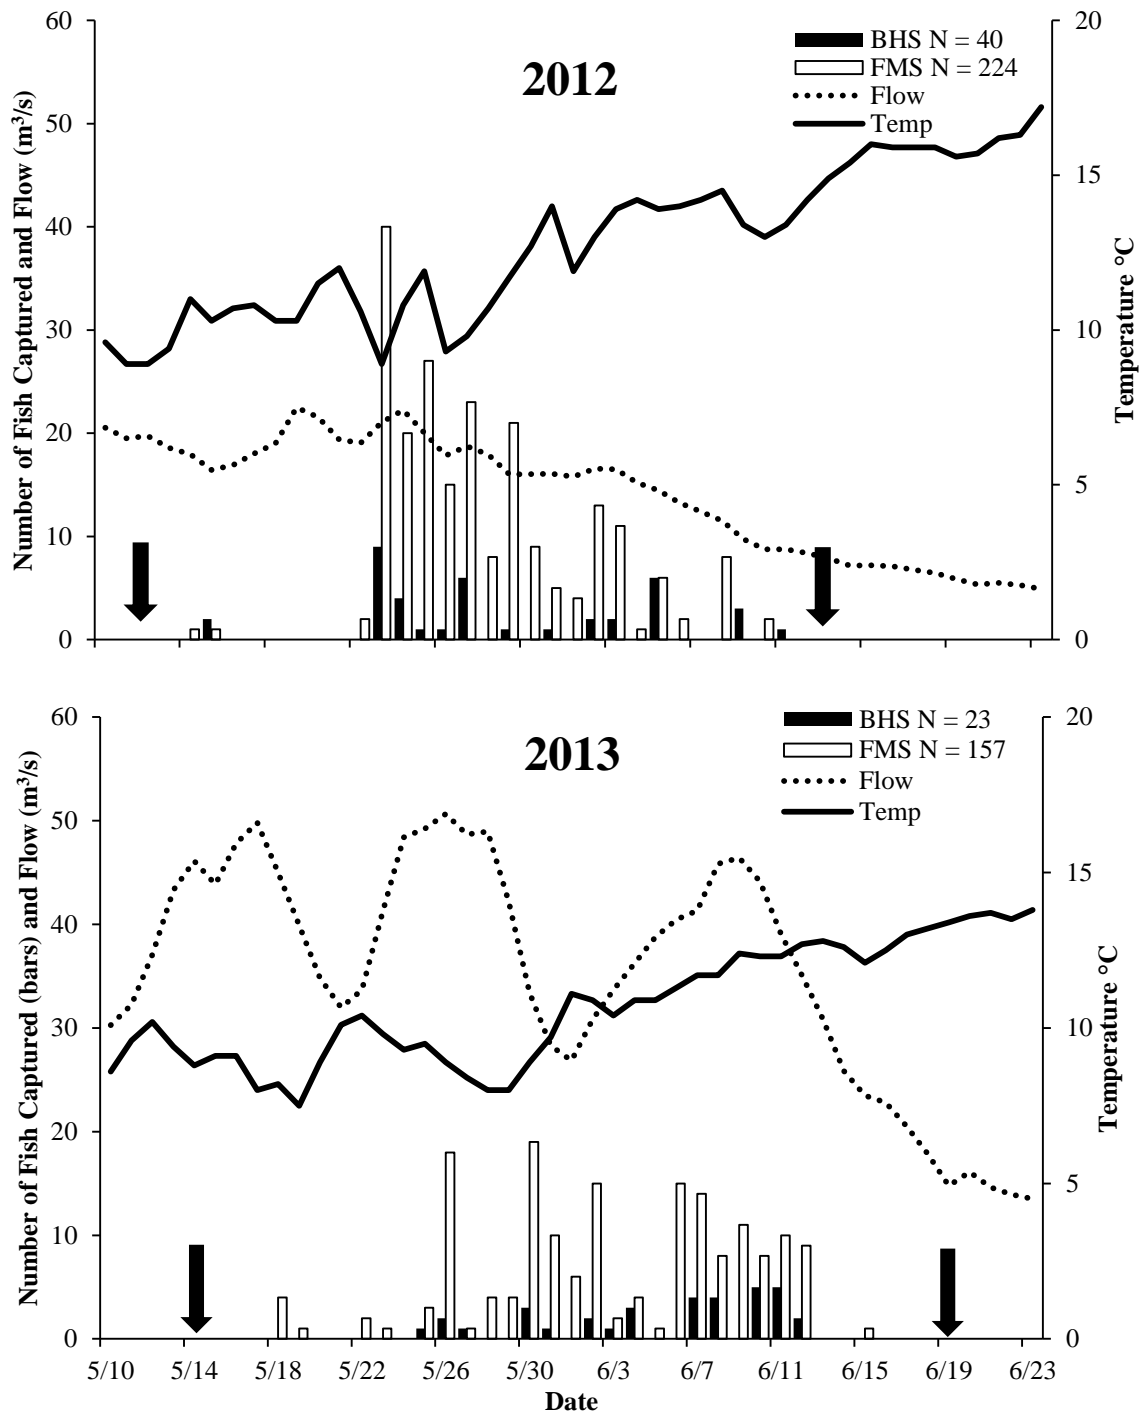 2012
BHS N = 40
FMS N = 224
Flow
Temp
Number of Fish Captured and Flow (m³/s)
60
50
40
30
20
10
0
20
15
10
5
0
Temperature °C
2013
BHS N = 23
FMS N = 157
Flow
Temp
Number of Fish Captured (bars) and Flow (m³/s)
60
50
40
30
20
10
0
20
15
10
5
0
Temperature °C
5/10 5/14 5/18 5/22 5/26 5/30 6/3 6/7 6/11 6/15 6/19 6/23
Date